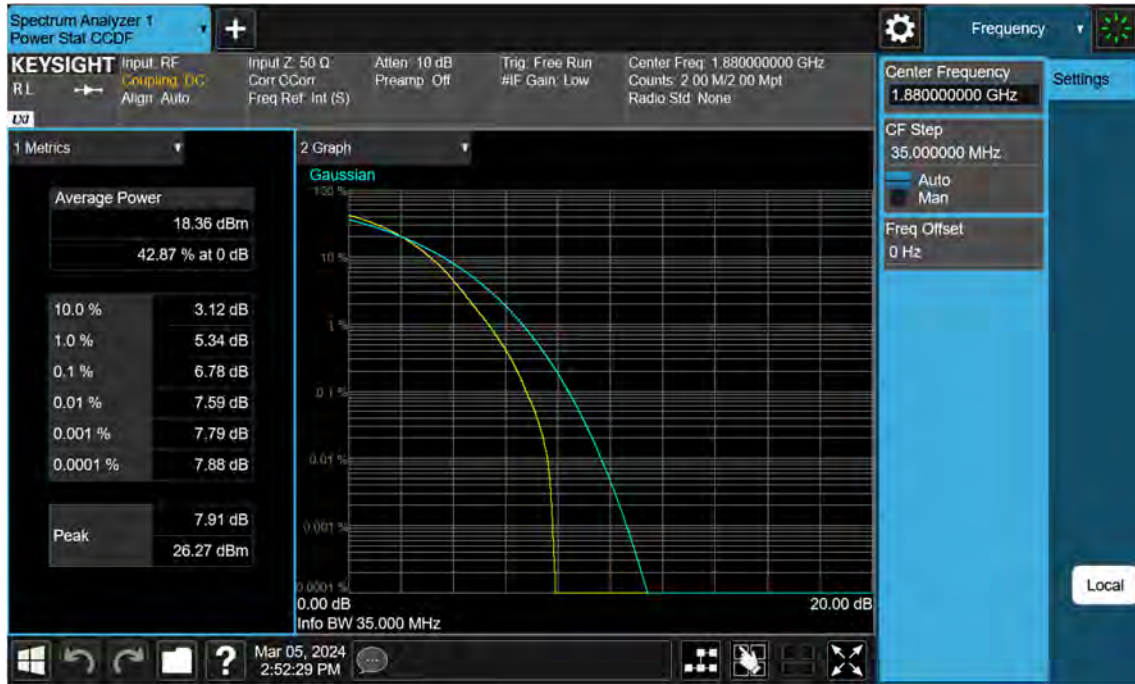 Spectrum Analyzer 1
Power Stat CCDF
Frequency
KEYSIGHT
RL
LXI
Input: RF
Coupling: DC
Align: Auto
Input Z: 50 Ω
Corr CCorr
Freq Ref: Int (S)
Atten: 10 dB
Preamp: Off
Trig: Free Run
#IF Gain: Low
Center Freq: 1.880000000 GHz
Counts: 2.00 M/2.00 Mpt
Radio Std: None
Center Frequency
1.880000000 GHz
Settings
CF Step
35.000000 MHz
Auto
Man
Freq Offset
0 Hz
Local
1 Metrics
Average Power
18.36 dBm
42.87 % at 0 dB
10.0 % 3.12 dB
1.0 % 5.34 dB
0.1 % 6.78 dB
0.01 % 7.59 dB
0.001 % 7.79 dB
0.0001 % 7.88 dB
Peak
7.91 dB
26.27 dBm
2 Graph
Gaussian
100 %
10 %
1 %
0.1 %
0.01 %
0.001 %
0.0001 %
0.00 dB 20.00 dB
Info BW 35.000 MHz
Mar 05, 2024
2:52:29 PM